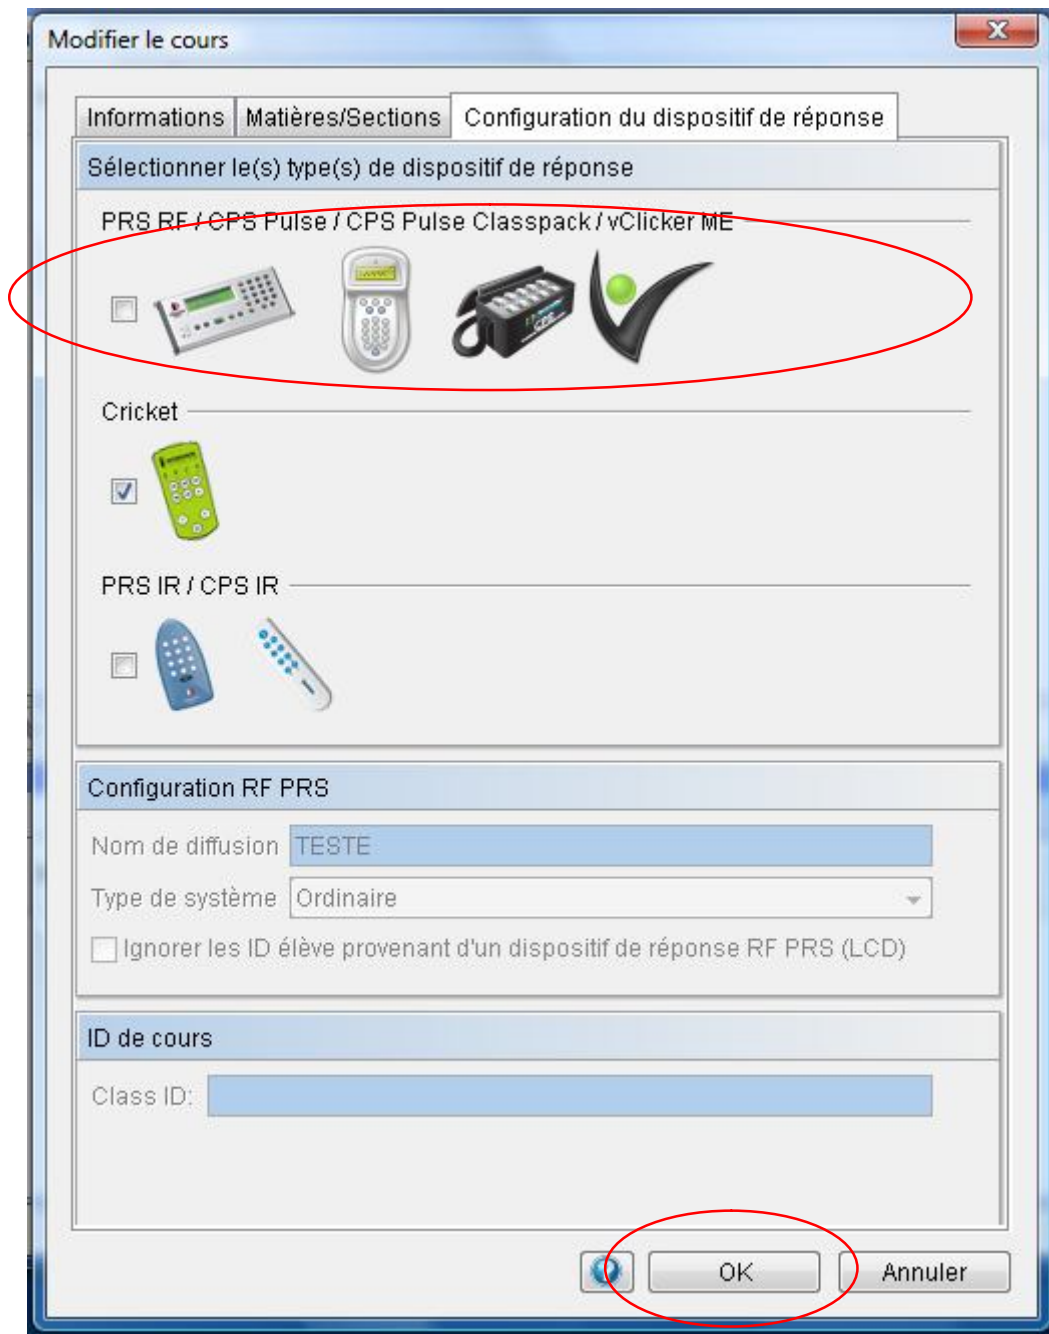 Modifier le cours
Informations Matières/Sections Configuration du dispositif de réponse
Sélectionner le(s) type(s) de dispositif de réponse
PRS RF / CPS Pulse / CPS Pulse Classpack / vClicker ME
CPS
Cricket
PRS IR / CPS IR
Configuration RF PRS
Nom de diffusion TESTE
Type de système Ordinaire
Ignorer les ID élève provenant d'un dispositif de réponse RF PRS (LCD)
ID de cours
Class ID:
OK Annuler